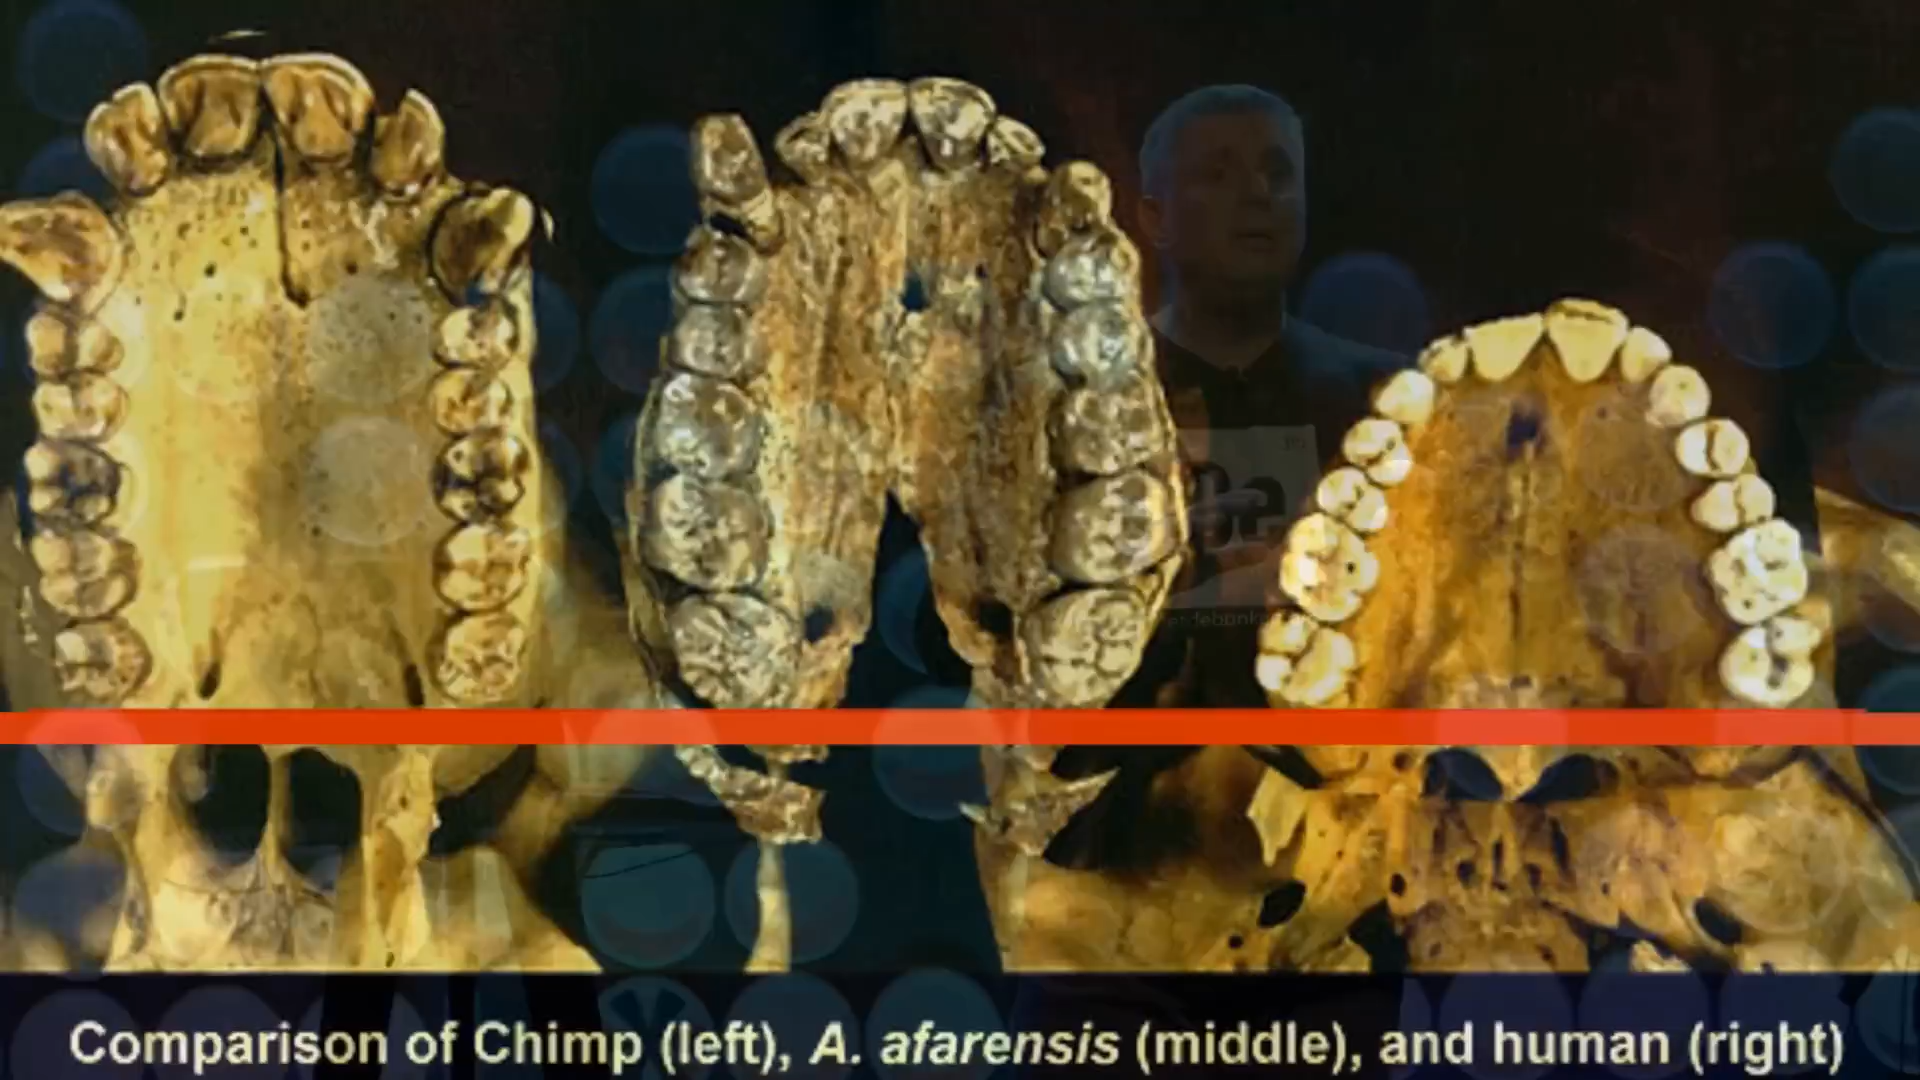 Comparison of Chimp (left), A. afarensis (middle), and human (right)